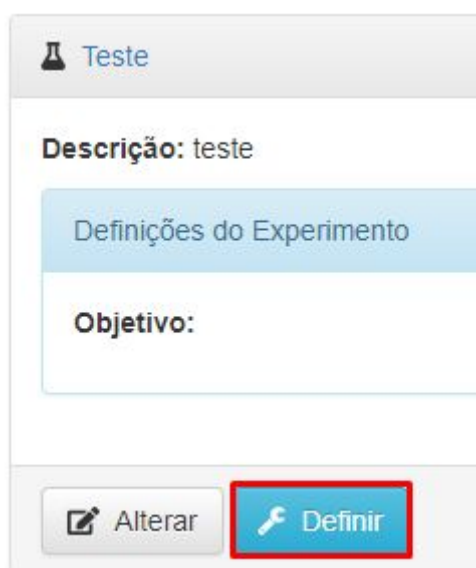 Teste
Descrição: teste
Definições do Experimento
Objetivo:
Alterar Definir